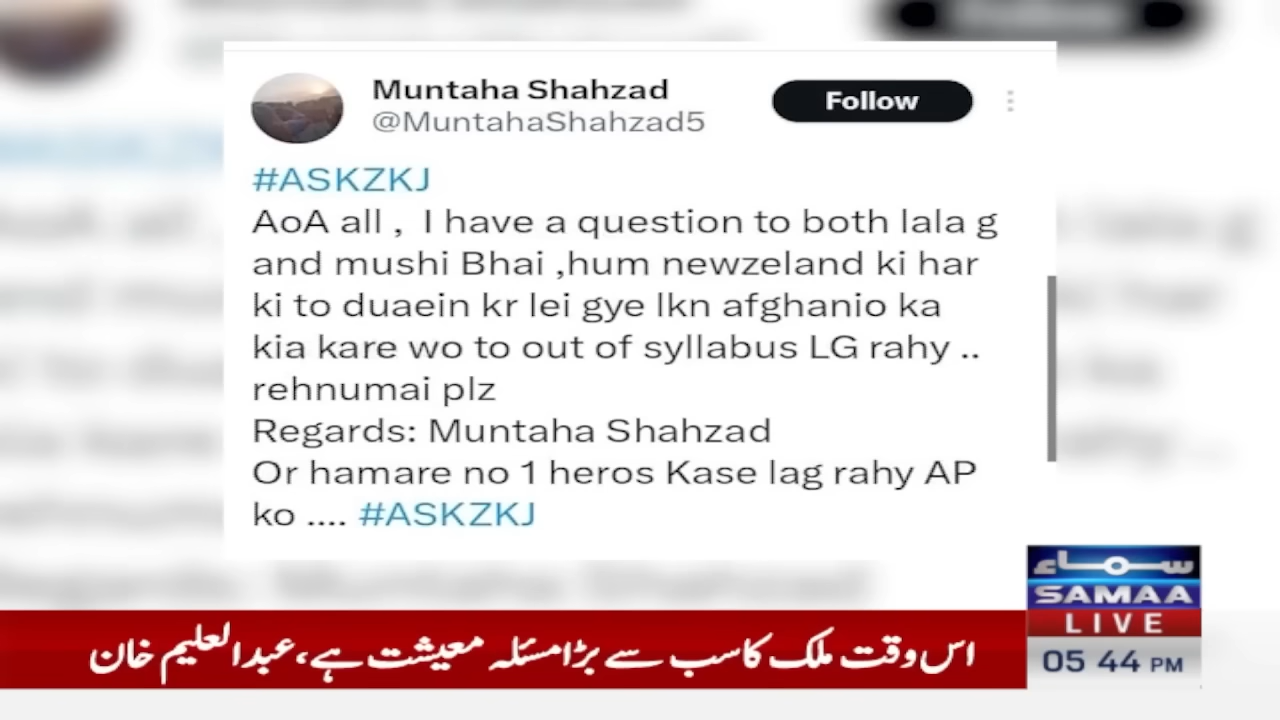 Muntaha Shahzad
Follow
@MuntahaShahzad5
#ASKZKJ
AoA all , I have a question to both lala g
and mushi Bhai ,hum newzeland ki har
ki to duaein kr lei gye lkn afghanio ka
kia kare wo to out of syllabus LG rahy ..
rehnumai plz
Regards: Muntaha Shahzad
Or hamare no 1 heros Kase lag rahy AP
ko .... #ASKZKJ
سماء
SAMAA
LIVE
05 44 PM
اس وقت ملک کا سب سے بڑا مسئلہ معیشت ہے، عبدالعلیم خان